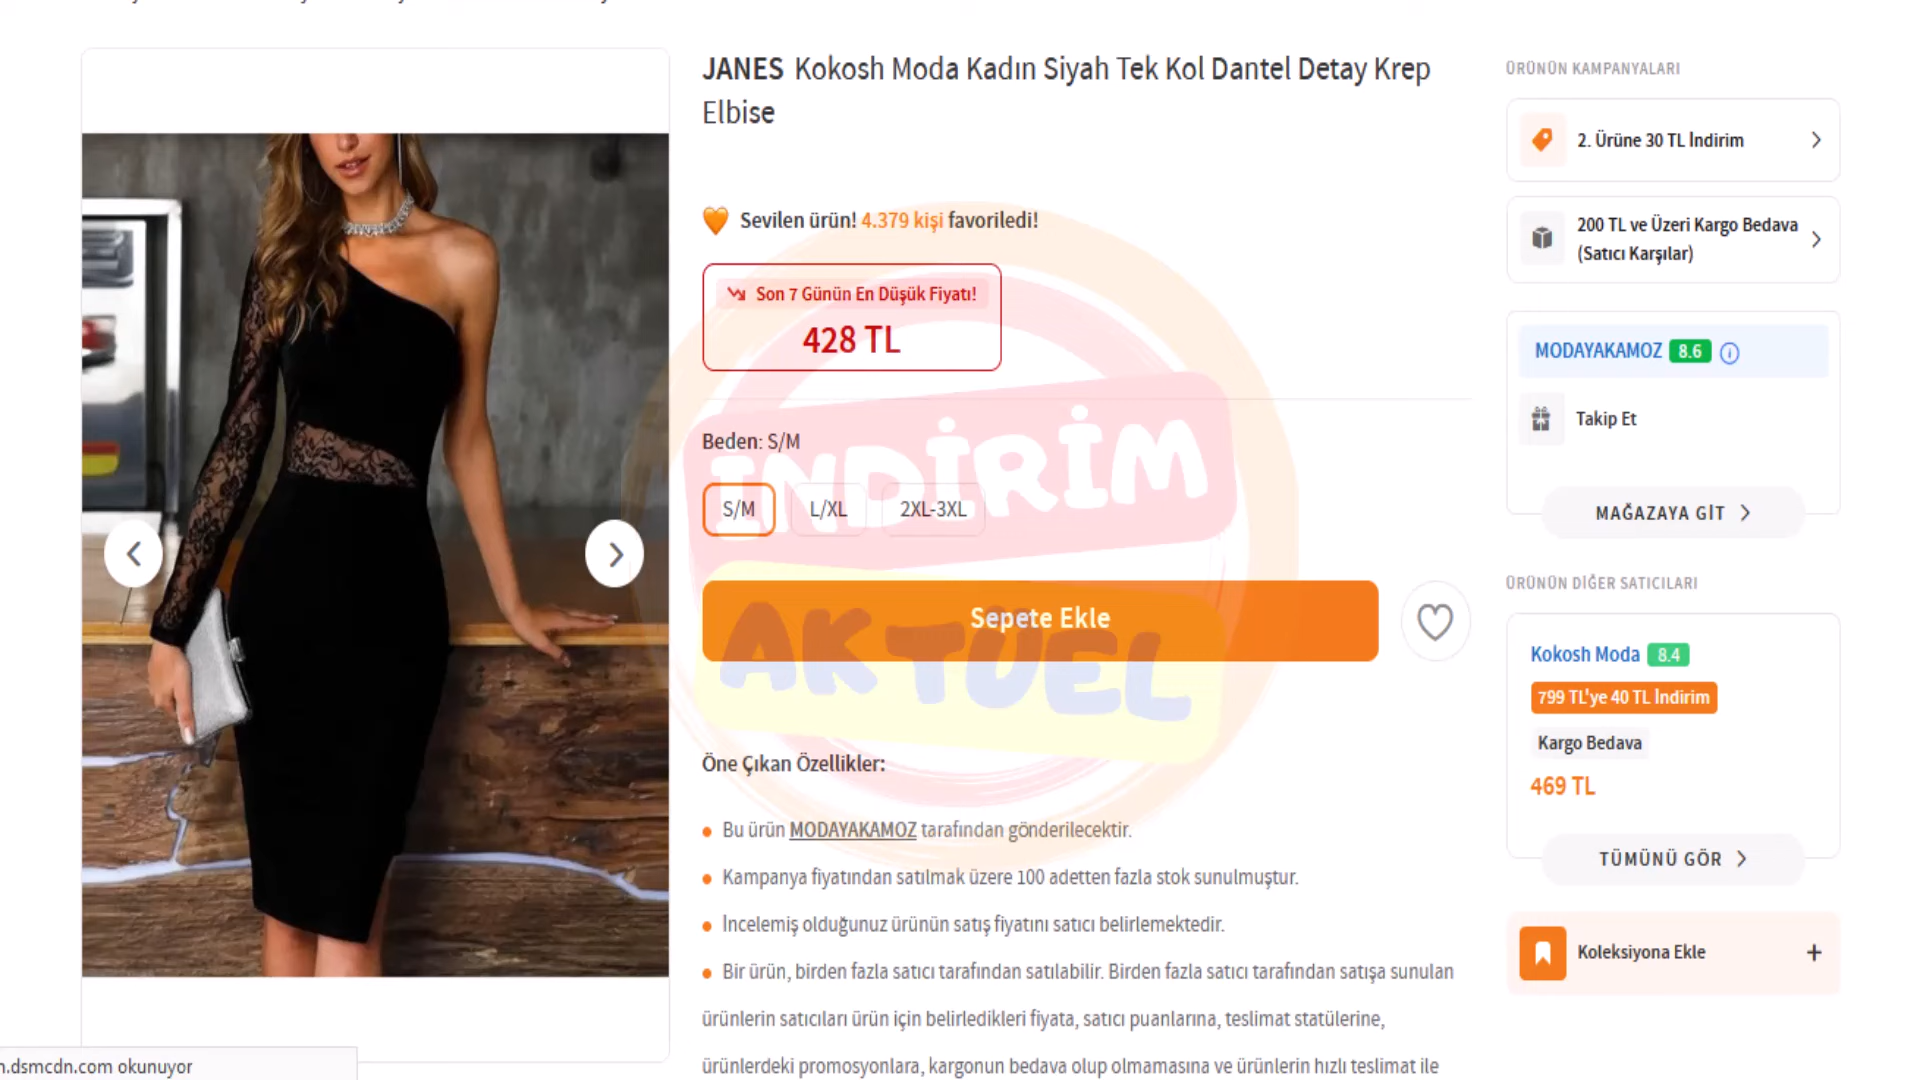 JANES Kokosh Moda Kadın Siyah Tek Kol Dantel Detay Krep
Elbise
Sevilen ürün! 4.379 kişi favoriledi!
Son 7 Günün En Düşük Fiyatı!
428 TL
Beden: S/M
S/M
L/XL
2XL-3XL
Sepete Ekle
İNDİRİM
AKTÜEL
Öne Çıkan Özellikler:
Bu ürün MODAYAKAMOZ tarafından gönderilecektir.
Kampanya fiyatından satılmak üzere 100 adetten fazla stok sunulmuştur.
İncelemiş olduğunuz ürünün satış fiyatını satıcı belirlemektedir.
Bir ürün, birden fazla satıcı tarafından satılabilir. Birden fazla satıcı tarafından satışa sunulan
ürünlerin satıcıları ürün için belirledikleri fiyata, satıcı puanlarına, teslimat statülerine,
ürünlerdeki promosyonlara, kargonun bedava olup olmamasına ve ürünlerin hızlı teslimat ile
ÜRÜNÜN KAMPANYALARI
2. Ürüne 30 TL İndirim
200 TL ve Üzeri Kargo Bedava
(Satıcı Karşılar)
MODAYAKAMOZ 8.6
Takip Et
MAĞAZAYA GİT
ÜRÜNÜN DİĞER SATICILARI
Kokosh Moda 8.4
799 TL'ye 40 TL İndirim
Kargo Bedava
469 TL
TÜMÜNÜ GÖR
Koleksiyona Ekle
n.dsmcdn.com okunuyor